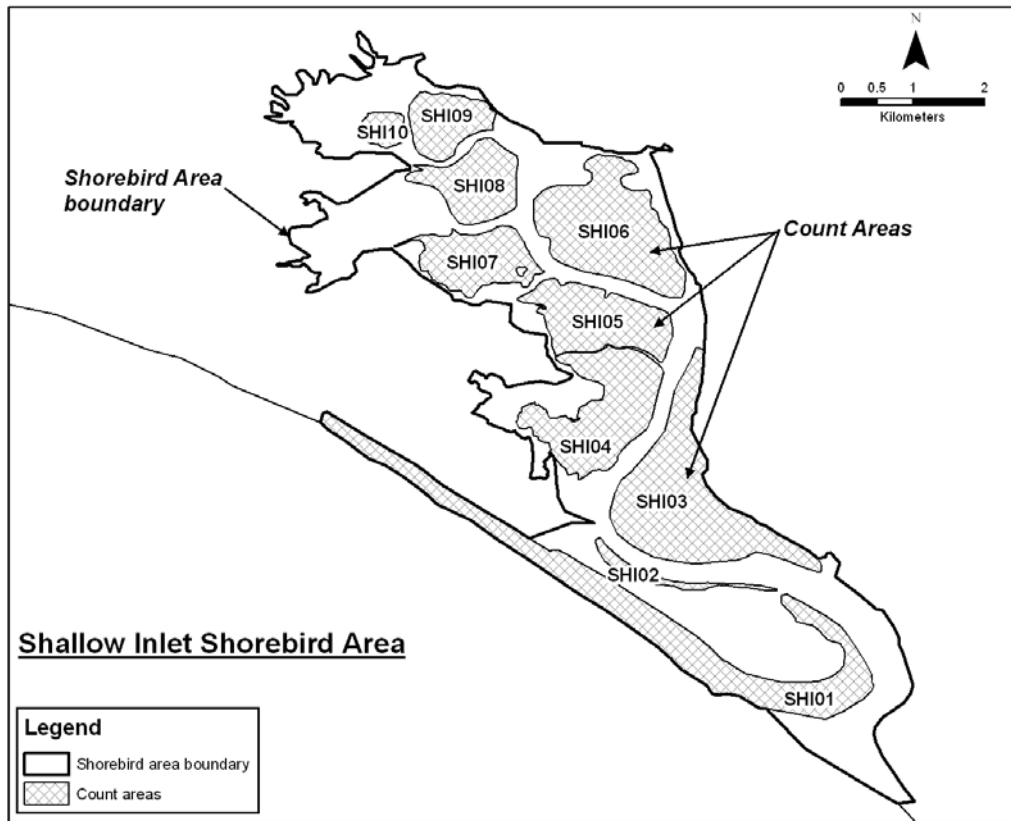 N
0 0.5 1 2
Kilometers
SHI09
SHI10
Shorebird Area
boundary
SHI08
SHI06
Count Areas
SHI07
SHI05
SHI04
SHI03
SHI02
Shallow Inlet Shorebird Area
SHI01
Legend
Shorebird area boundary
Count areas